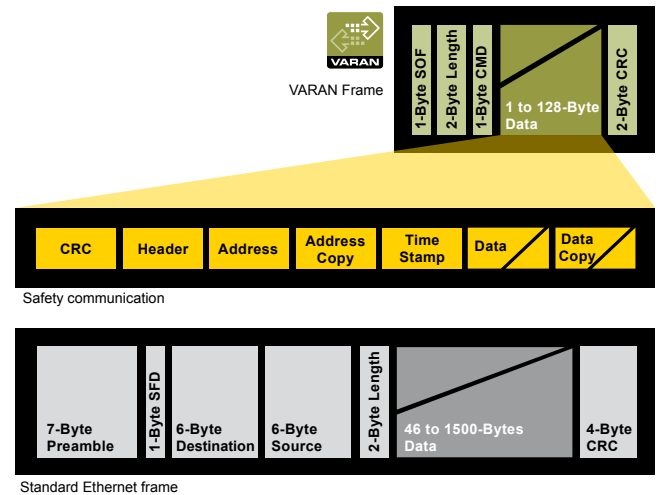 VARAN
VARAN Frame
1-Byte SOF
2-Byte Length
1-Byte CMD
1 to 128-Byte
Data
2-Byte CRC
CRC
Header
Address
Address
Copy
Time
Stamp
Data
Data
Copy
Safety communication
7-Byte
Preamble
1-Byte SFD
6-Byte
Destination
6-Byte
Source
2-Byte Length
46 to 1500-Bytes
Data
4-Byte
CRC
Standard Ethernet frame